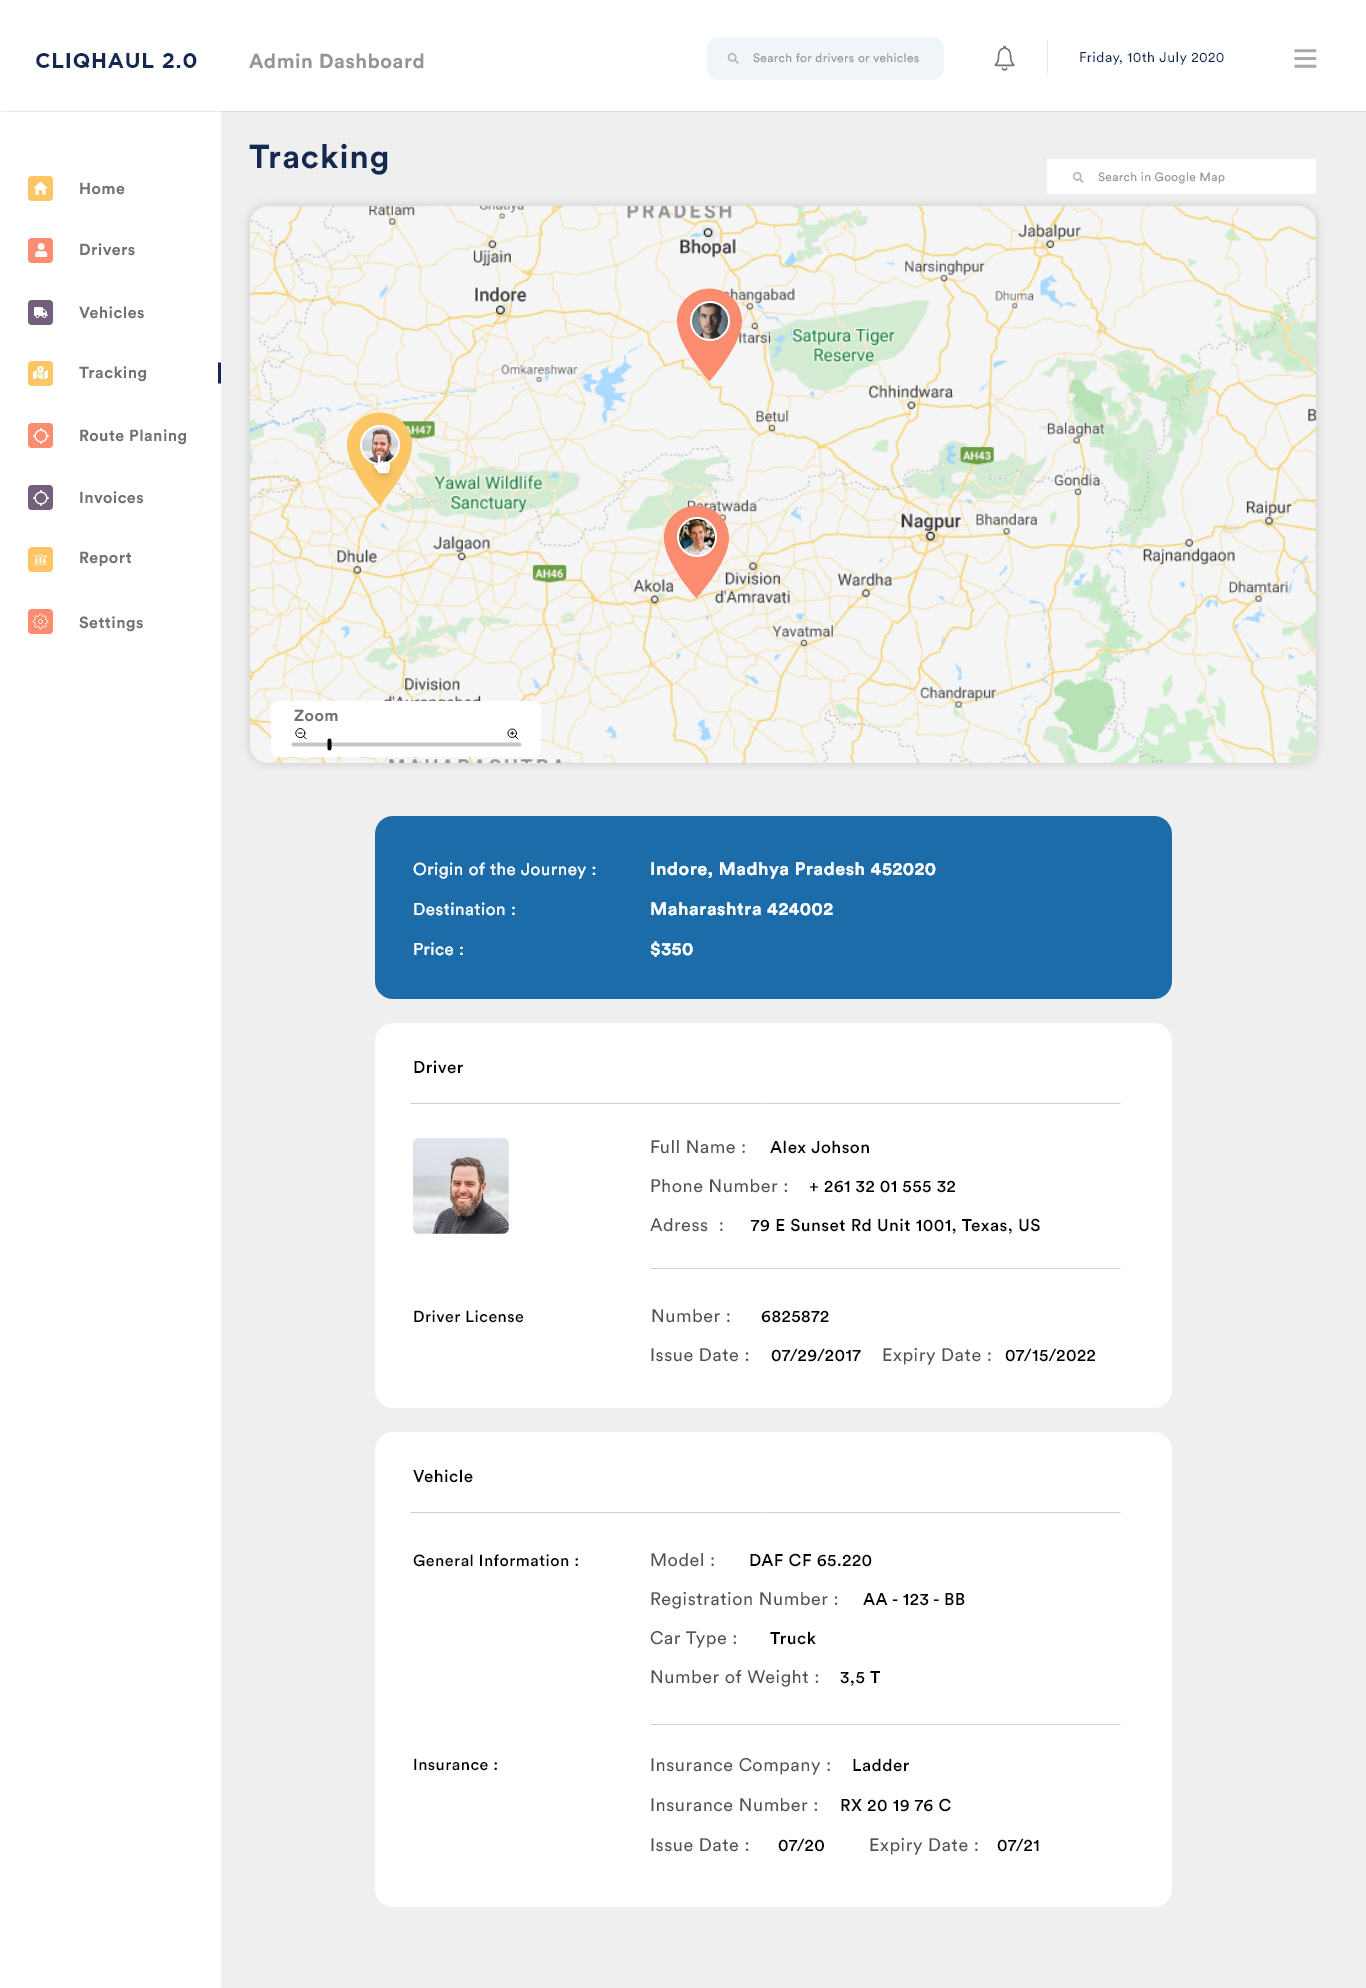 CLIQHAUL 2.0
Admin Dashboard
Search for drivers or vehicles
Friday, 10th July 2020
Home
Drivers
Vehicles
Tracking
Route Planing
Invoices
Report
Settings
Tracking
Search in Google Map
Ratlam
PRADESH
Bhopal
Jabalpur
Ujjain
Narsinghpur
Indore
Dhuma
Itarsi
Satpura Tiger
Reserve
Omkareshwar
Chhindwara
Betul
Balaghat
AH47
AH43
Yawal Wildlife
Sanctuary
Gondia
Nagpur
Bhandara
Raipur
Jalgaon
Dhule
Rajnandgaon
AH46
Akola
Division
d'Amravati
Wardha
Dhamtari
Yavatmal
Division
Chandrapur
Zoom
MAHARASHTRA
Origin of the Journey : Indore, Madhya Pradesh 452020
Destination : Maharashtra 424002
Price : $350
Driver
Full Name : Alex Johson
Phone Number : + 261 32 01 555 32
Adress : 79 E Sunset Rd Unit 1001, Texas, US
Driver License
Number : 6825872
Issue Date : 07/29/2017 Expiry Date : 07/15/2022
Vehicle
General Information :
Model : DAF CF 65.220
Registration Number : AA - 123 - BB
Car Type : Truck
Number of Weight : 3,5 T
Insurance :
Insurance Company : Ladder
Insurance Number : RX 20 19 76 C
Issue Date : 07/20 Expiry Date : 07/21